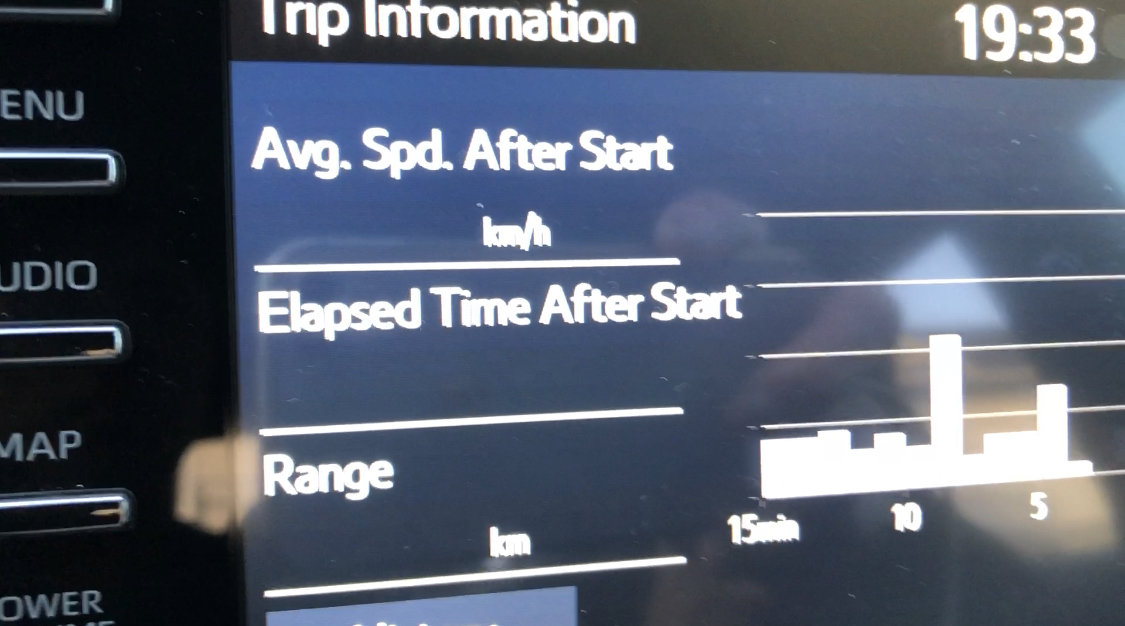 Trip Information
19:33
ENU
Avg. Spd. After Start
km/h
UDIO
Elapsed Time After Start
MAP
Range
15min
10
5
km
OWER